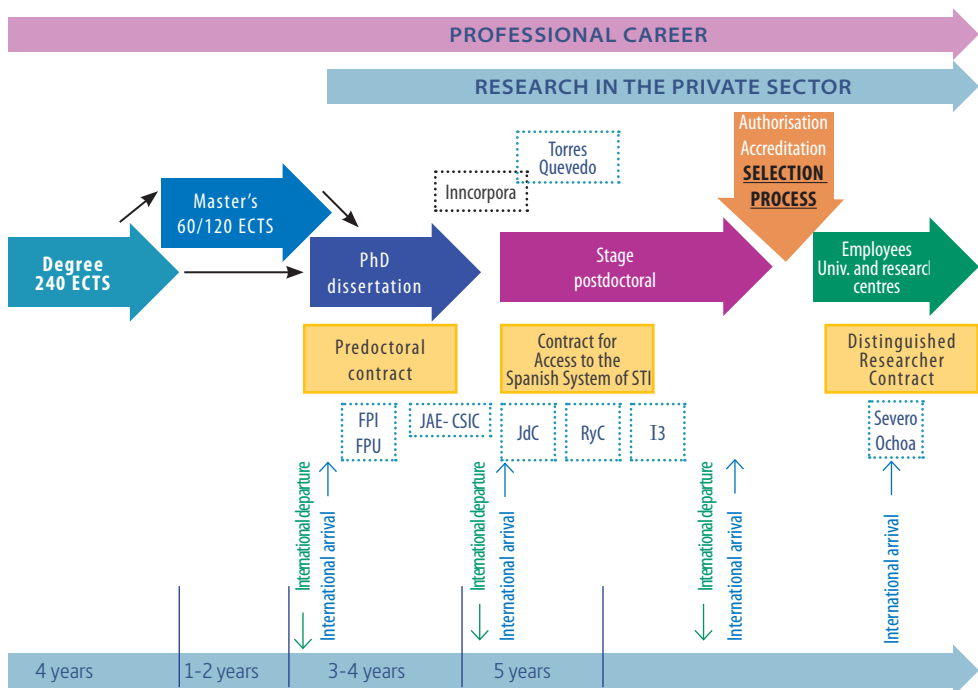 PROFESSIONAL CAREER
RESEARCH IN THE PRIVATE SECTOR
Authorisation
Accreditation
SELECTION
PROCESS
Torres
Quevedo
Inncorpora
Master's
60/120 ECTS
Degree
240 ECTS
PhD
dissertation
Stage
postdoctoral
Employees
Univ. and research
centres
Predoctoral
contract
Contract for
Access to the
Spanish System of STI
Distinguished
Researcher
Contract
FPI
FPU
JAE- CSIC
JdC
RyC
I3
Severo
Ochoa
International departure
International arrival
International departure
International arrival
International departure
International arrival
International arrival
4 years
1-2 years
3-4 years
5 years